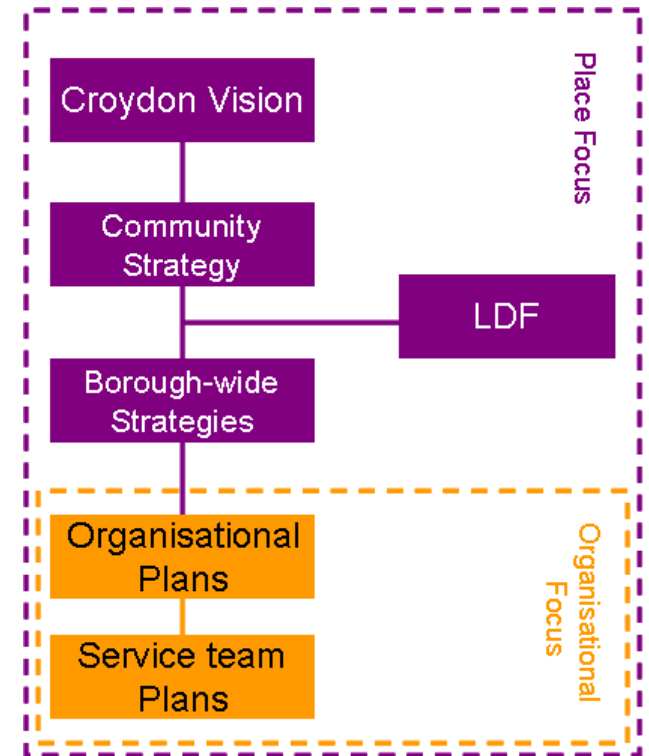 Croydon Vision
Place Focus
Community
Strategy
LDF
Borough-wide
Strategies
Organisational
Plans
Organisational
Focus
Service team
Plans